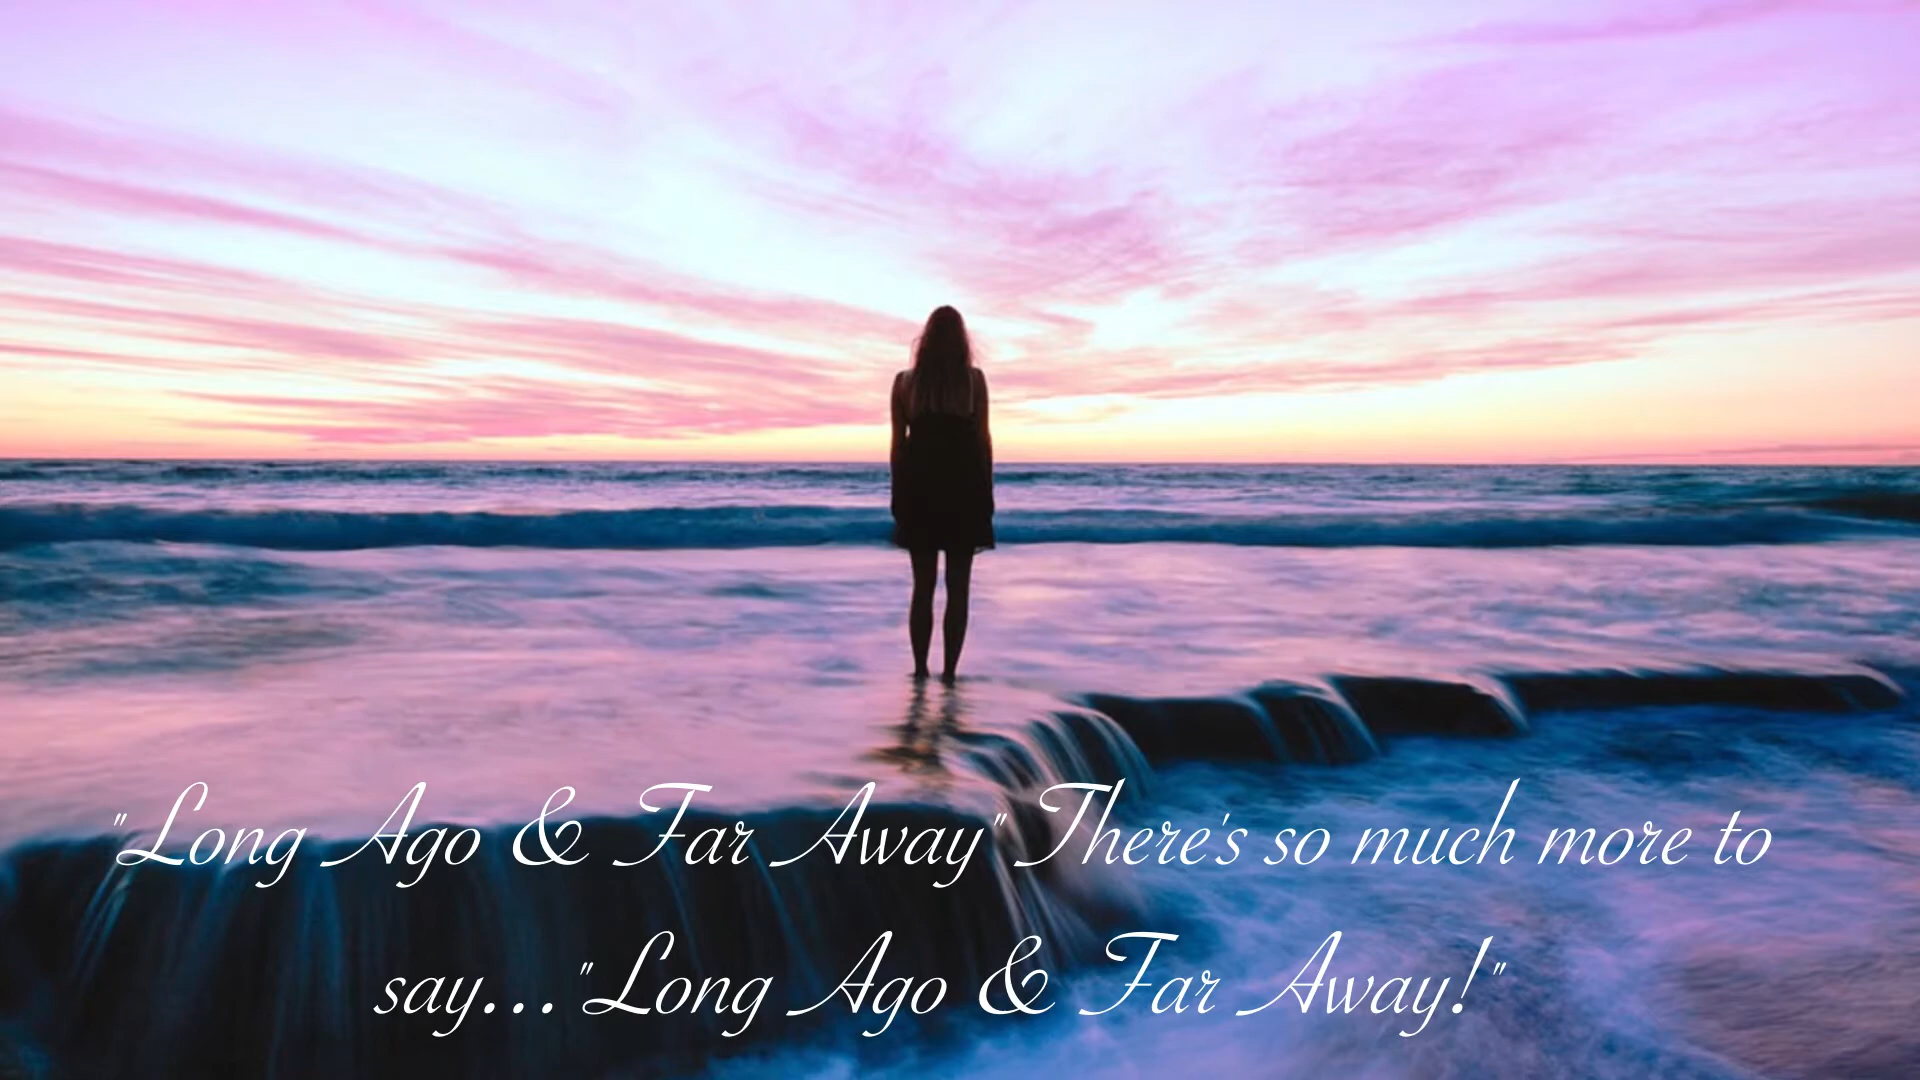 "Long Ago & Far Away" There's so much more to
say..."Long Ago & Far Away!"